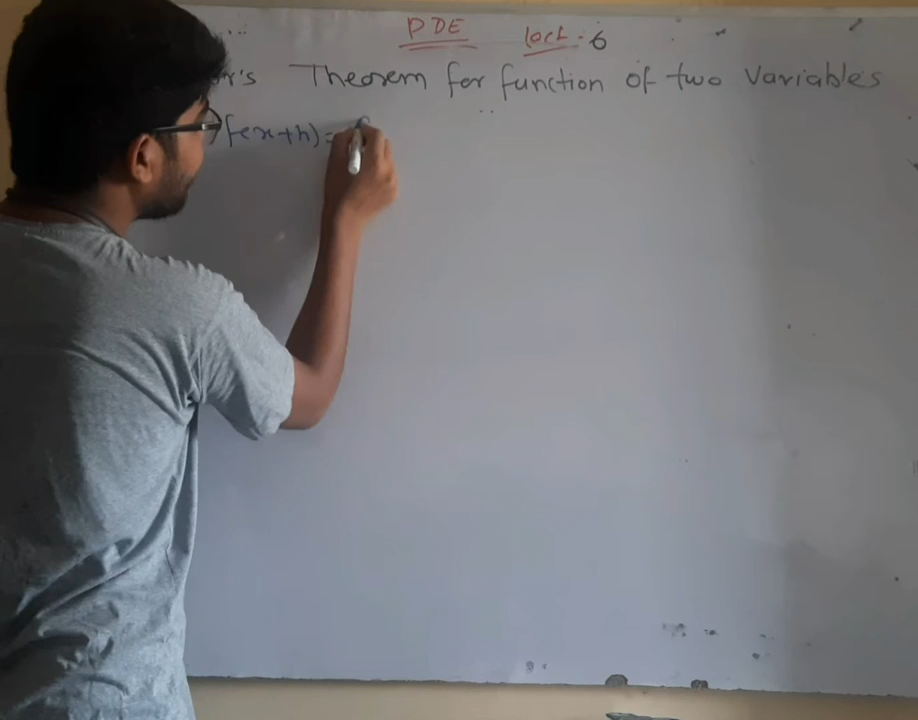 PDE Lect - 6
r's Theorem for function of two Variables
) f(x+h) = f